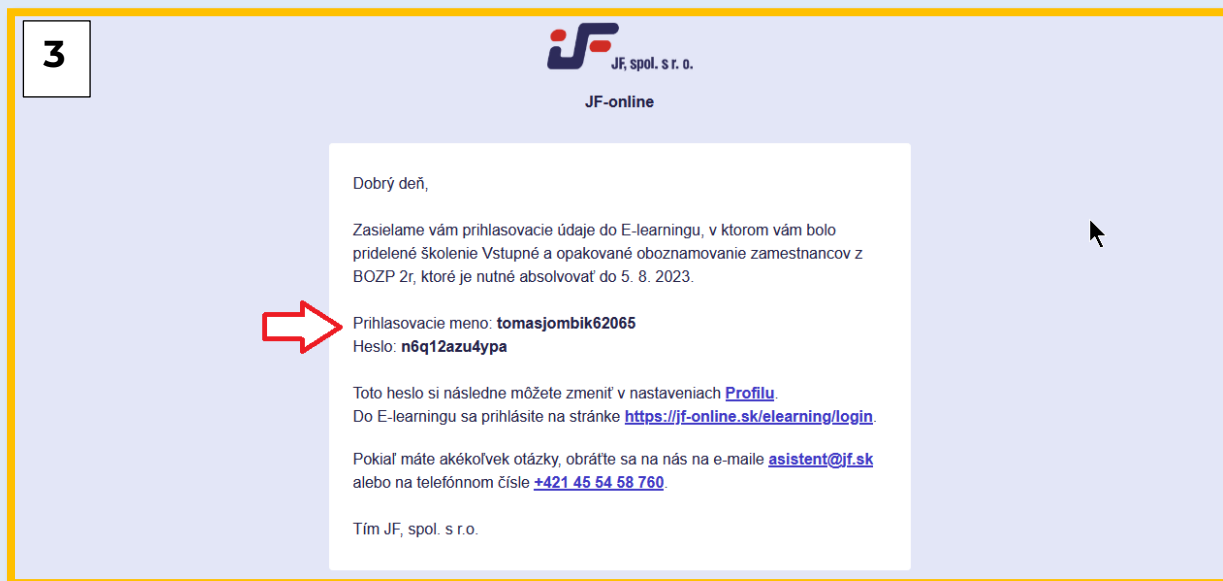 3
JF, spol. s r. o.
JF-online
Dobrý deň,
Zasielame vám prihlasovacie údaje do E-learningu, v ktorom vám bolo
pridelené školenie Vstupné a opakované oboznamovanie zamestnancov z
BOZP 2r, ktoré je nutné absolvovať do 5. 8. 2023.
Prihlasovacie meno: tomasjombik62065
Heslo: n6q12azu4ypa
Toto heslo si následne môžete zmeniť v nastaveniach Profilu.
Do E-learningu sa prihlásite na stránke https://jf-online.sk/elearning/login.
Pokiaľ máte akékoľvek otázky, obráťte sa na nás na e-maile asistent@jf.sk
alebo na telefónnom čísle +421 45 54 58 760.
Tím JF, spol. s r.o.